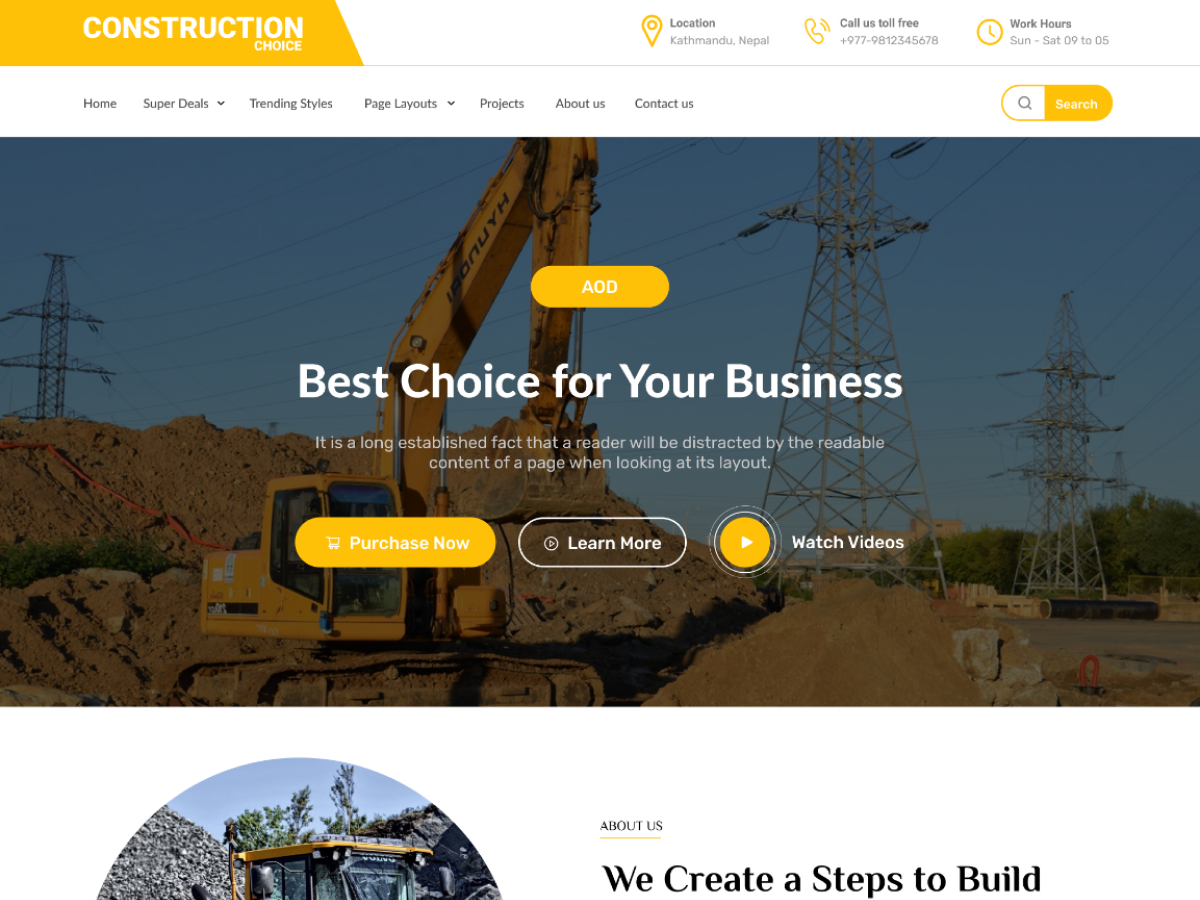 CONSTRUCTION
CHOICE
Location
Kathmandu, Nepal
Call us toll free
+977-9812345678
Work Hours
Sun - Sat 09 to 05
Home
Super Deals
Trending Styles
Page Layouts
Projects
About us
Contact us
Search
HYUNDAI
AOD
Best Choice for Your Business
It is a long established fact that a reader will be distracted by the readable
content of a page when looking at its layout.
Purchase Now
Learn More
Watch Videos
ABOUT US
VOLVO
We Create a Steps to Build